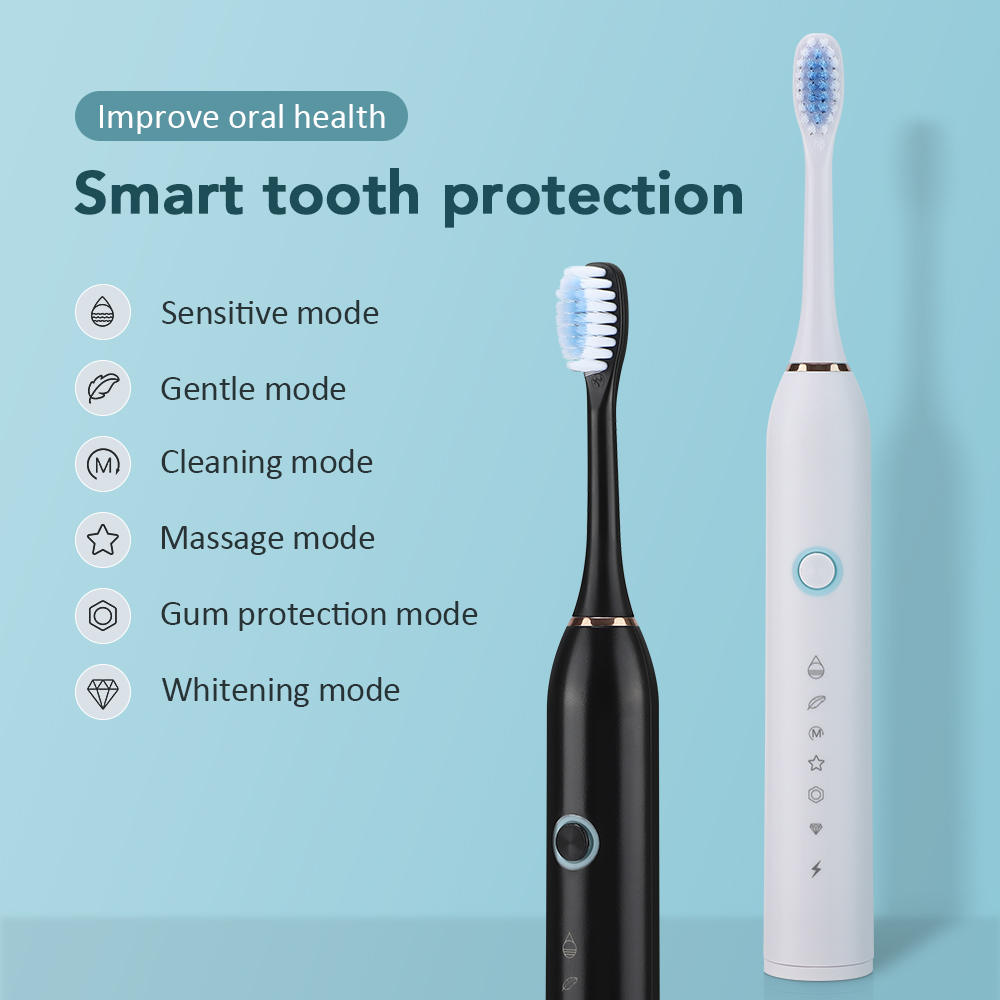 Improve oral health
Smart tooth protection
Sensitive mode
Gentle mode
M
Cleaning mode
Massage mode
Gum protection mode
Whitening mode
M